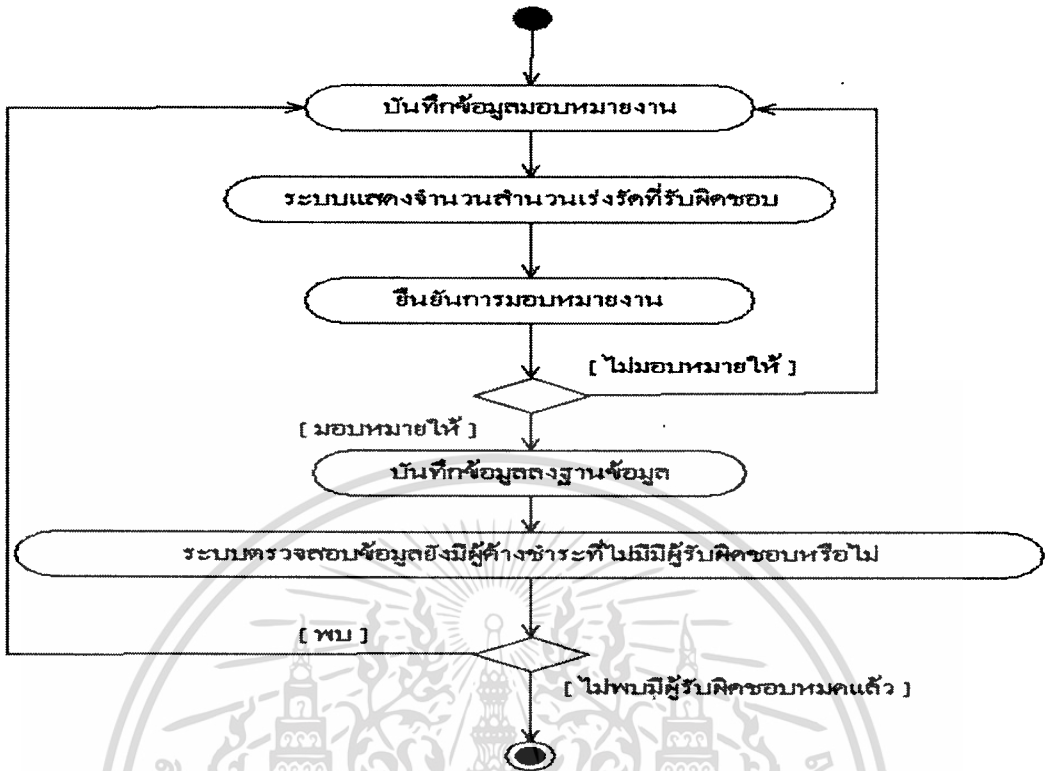 บันทึกข้อมูลมอบหมายงาน
ระบบแสดงจำนวนสำนวนเร่งรัดที่รับผิดชอบ
ยืนยันการมอบหมายงาน
[ ไม่มอบหมายให้ ]
[ มอบหมายให้ ]
บันทึกข้อมูลลงฐานข้อมูล
ระบบตรวจสอบข้อมูลยังมีผู้ค้างชำระที่ไม่มีมีผู้รับผิดชอบหรือไม่
[ พบ ]
[ ไม่พบมีผู้รับผิดชอบหมดแล้ว ]